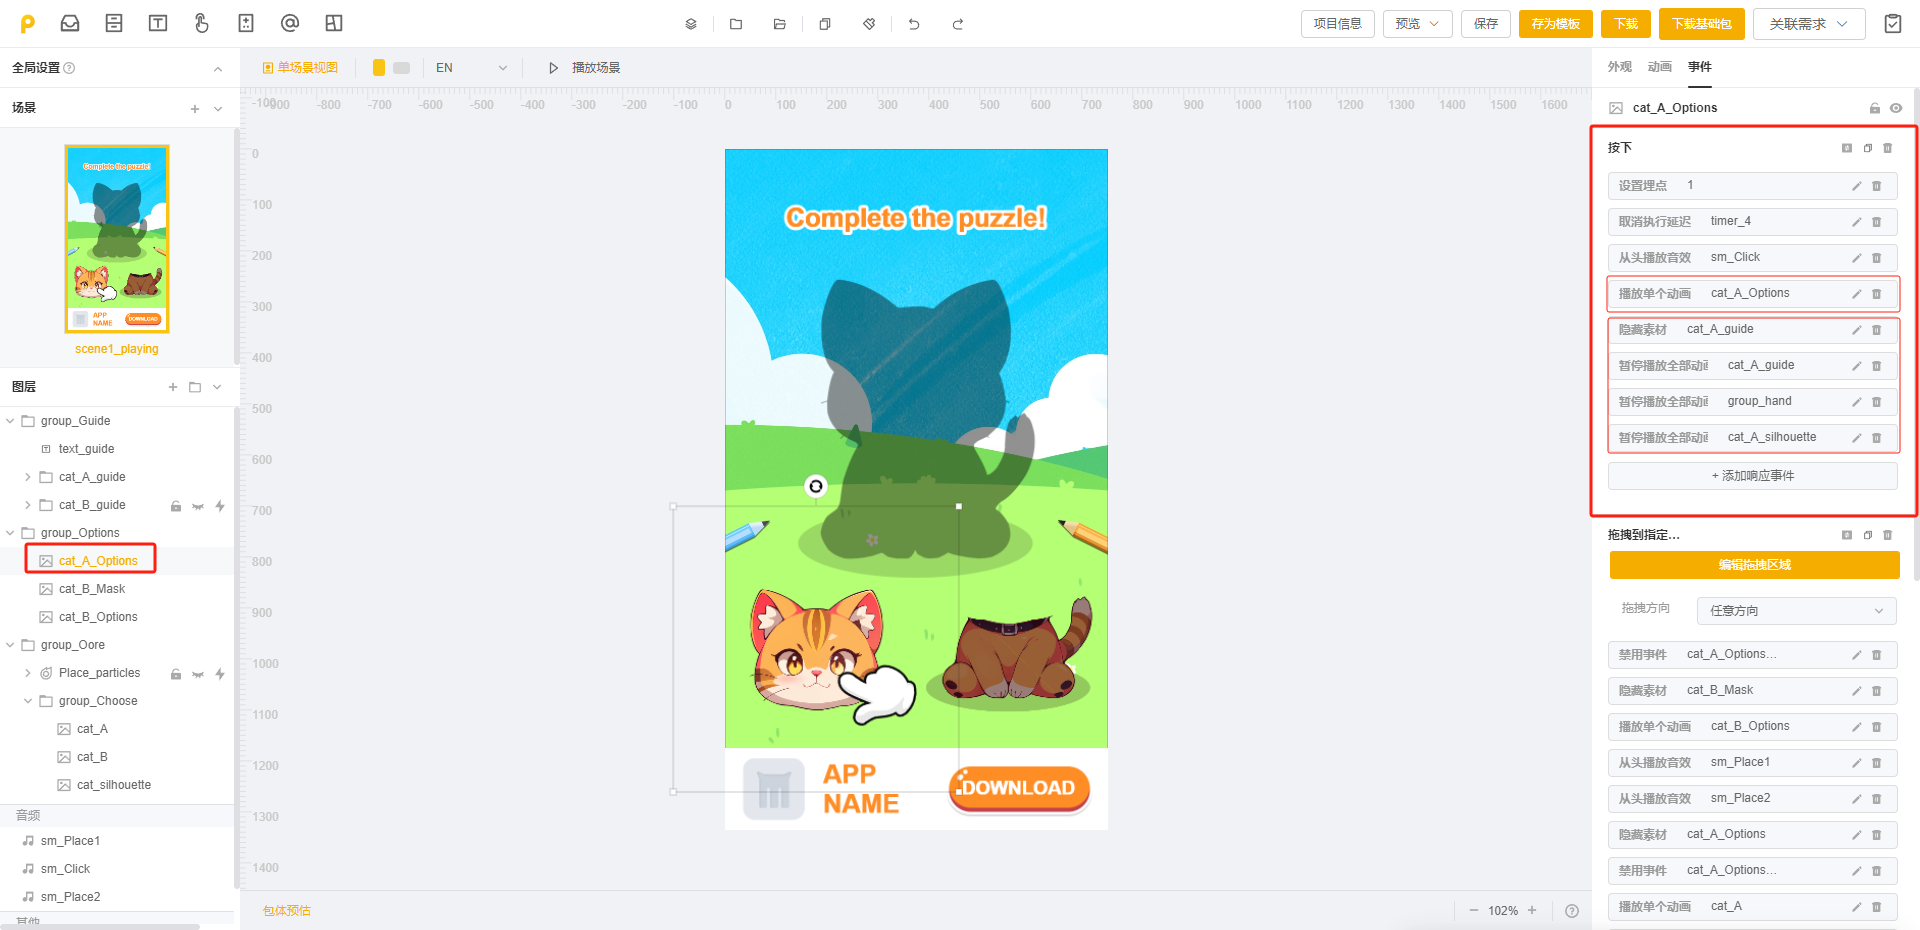 项目信息
预览
保存
存为模板
下载
下载基础包
关联需求
全局设置
单场景视图
EN
播放场景
外观
动画
事件
场景
scene1_playing
图层
group_Guide
text_guide
cat_A_guide
cat_B_guide
group_Options
cat_A_Options
cat_B_Mask
cat_B_Options
group_Oore
Place_particles
group_Choose
cat_A
cat_B
cat_silhouette
音频
sm_Place1
sm_Click
sm_Place2
其他
-800 -700 -600 -500 -400 -300 -200 -100 0 100 200 300 400 500 600 700 800 900 1000 1100 1200 1300 1400 1500 1600
-100
0
100
200
300
400
500
600
700
800
900
1000
1100
1200
1300
1400
Complete the puzzle!
APP
NAME
DOWNLOAD
Complete the puzzle!
APP
NAME
DOWNLOAD
包体预估
102%
cat_A_Options
按下
设置埋点 1
取消执行延迟 timer_4
从头播放音效 sm_Click
播放单个动画 cat_A_Options
隐藏素材 cat_A_guide
暂停播放全部动画 cat_A_guide
暂停播放全部动画 group_hand
暂停播放全部动画 cat_A_silhouette
+ 添加响应事件
拖拽到指定...
编辑拖拽区域
拖拽方向 任意方向
禁用事件 cat_A_Options...
隐藏素材 cat_B_Mask
播放单个动画 cat_B_Options
从头播放音效 sm_Place1
从头播放音效 sm_Place2
隐藏素材 cat_A_Options
禁用事件 cat_A_Options...
播放单个动画 cat_A